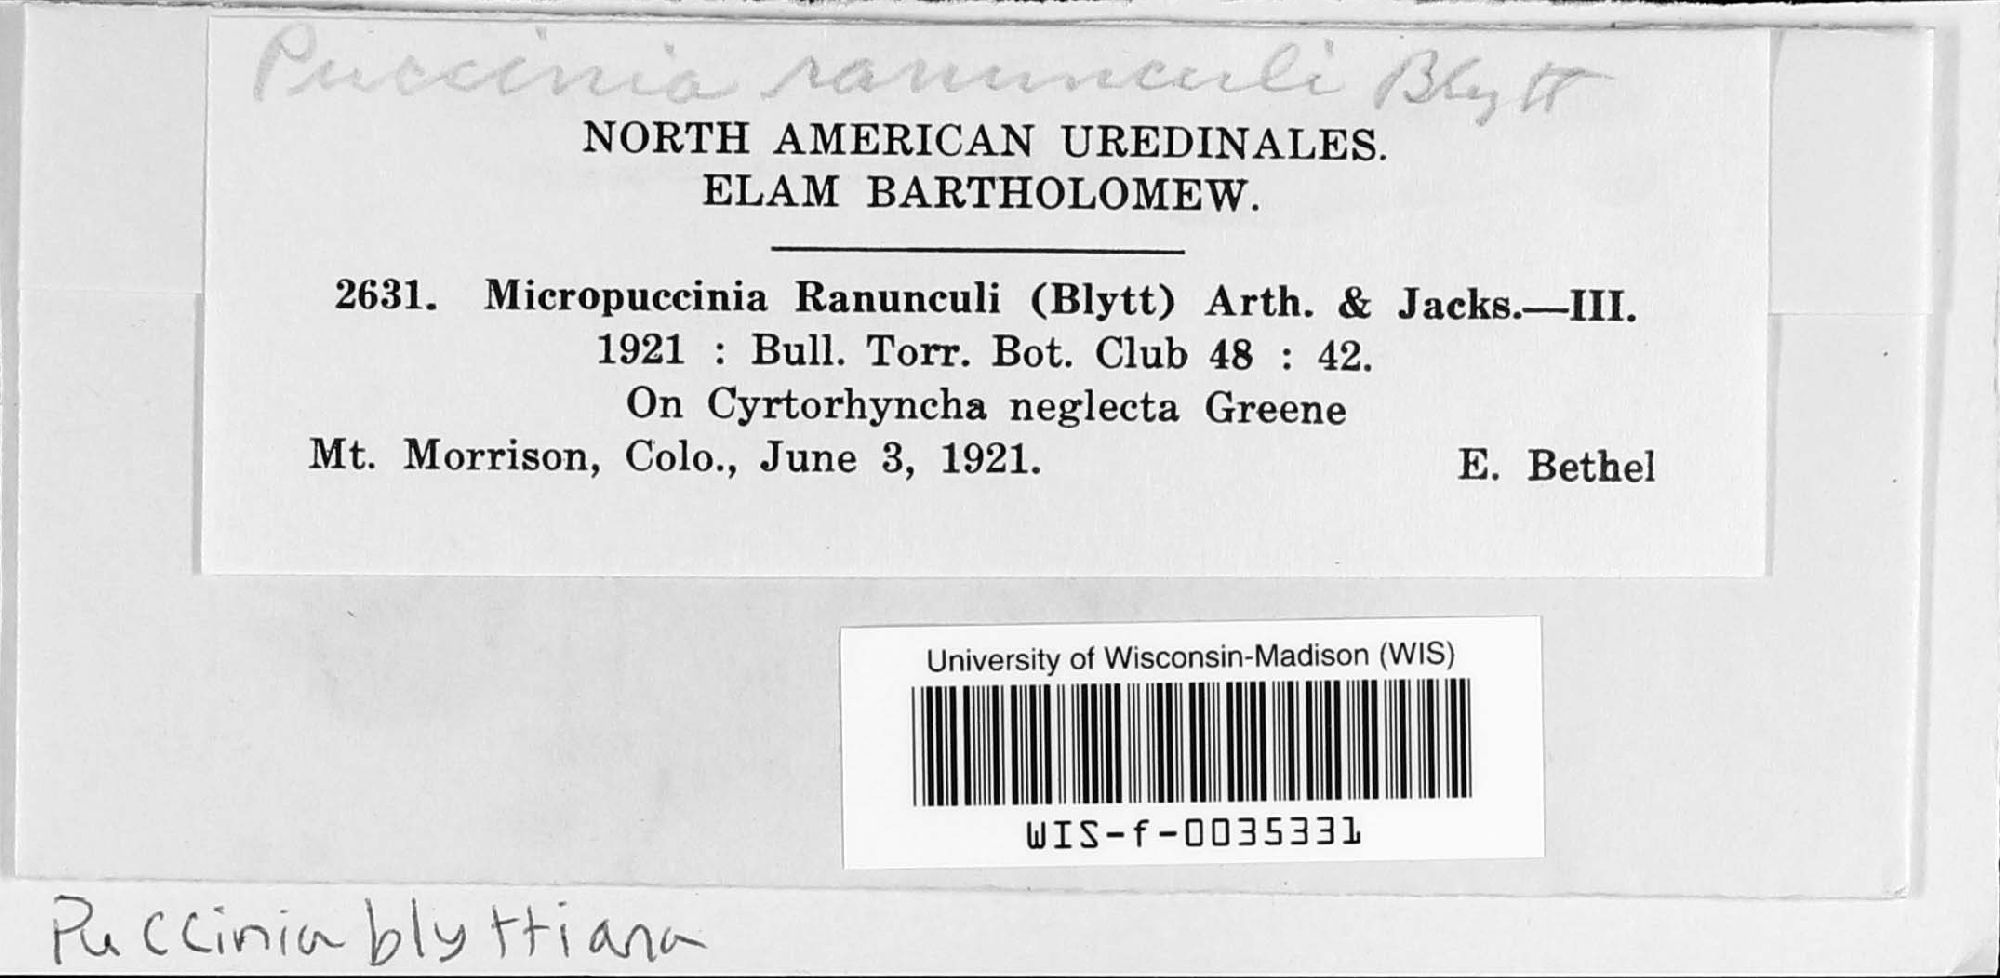 Puccinia ranunculi Blytt
NORTH AMERICAN UREDINALES.
ELAM BARTHOLOMEW.
2631. Micropuccinia Ranunculi (Blytt) Arth. & Jacks.—III.
1921 : Bull. Torr. Bot. Club 48 : 42.
On Cyrtorhyncha neglecta Greene
Mt. Morrison, Colo., June 3, 1921. E. Bethel
University of Wisconsin-Madison (WIS)
WIS-f-0035331
Puccinia blyttiana